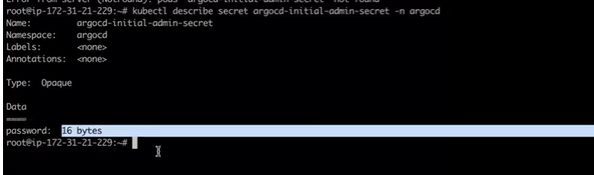 Error from server (NotFound): pods "argocd-initial-admin-secret" not found
root@ip-172-31-21-229:~# kubectl describe secret argocd-initial-admin-secret -n argocd
Name:         argocd-initial-admin-secret
Namespace:    argocd
Labels:       <none>
Annotations:  <none>
Type:  Opaque
Data
====
password:  16 bytes
root@ip-172-31-21-229:~#